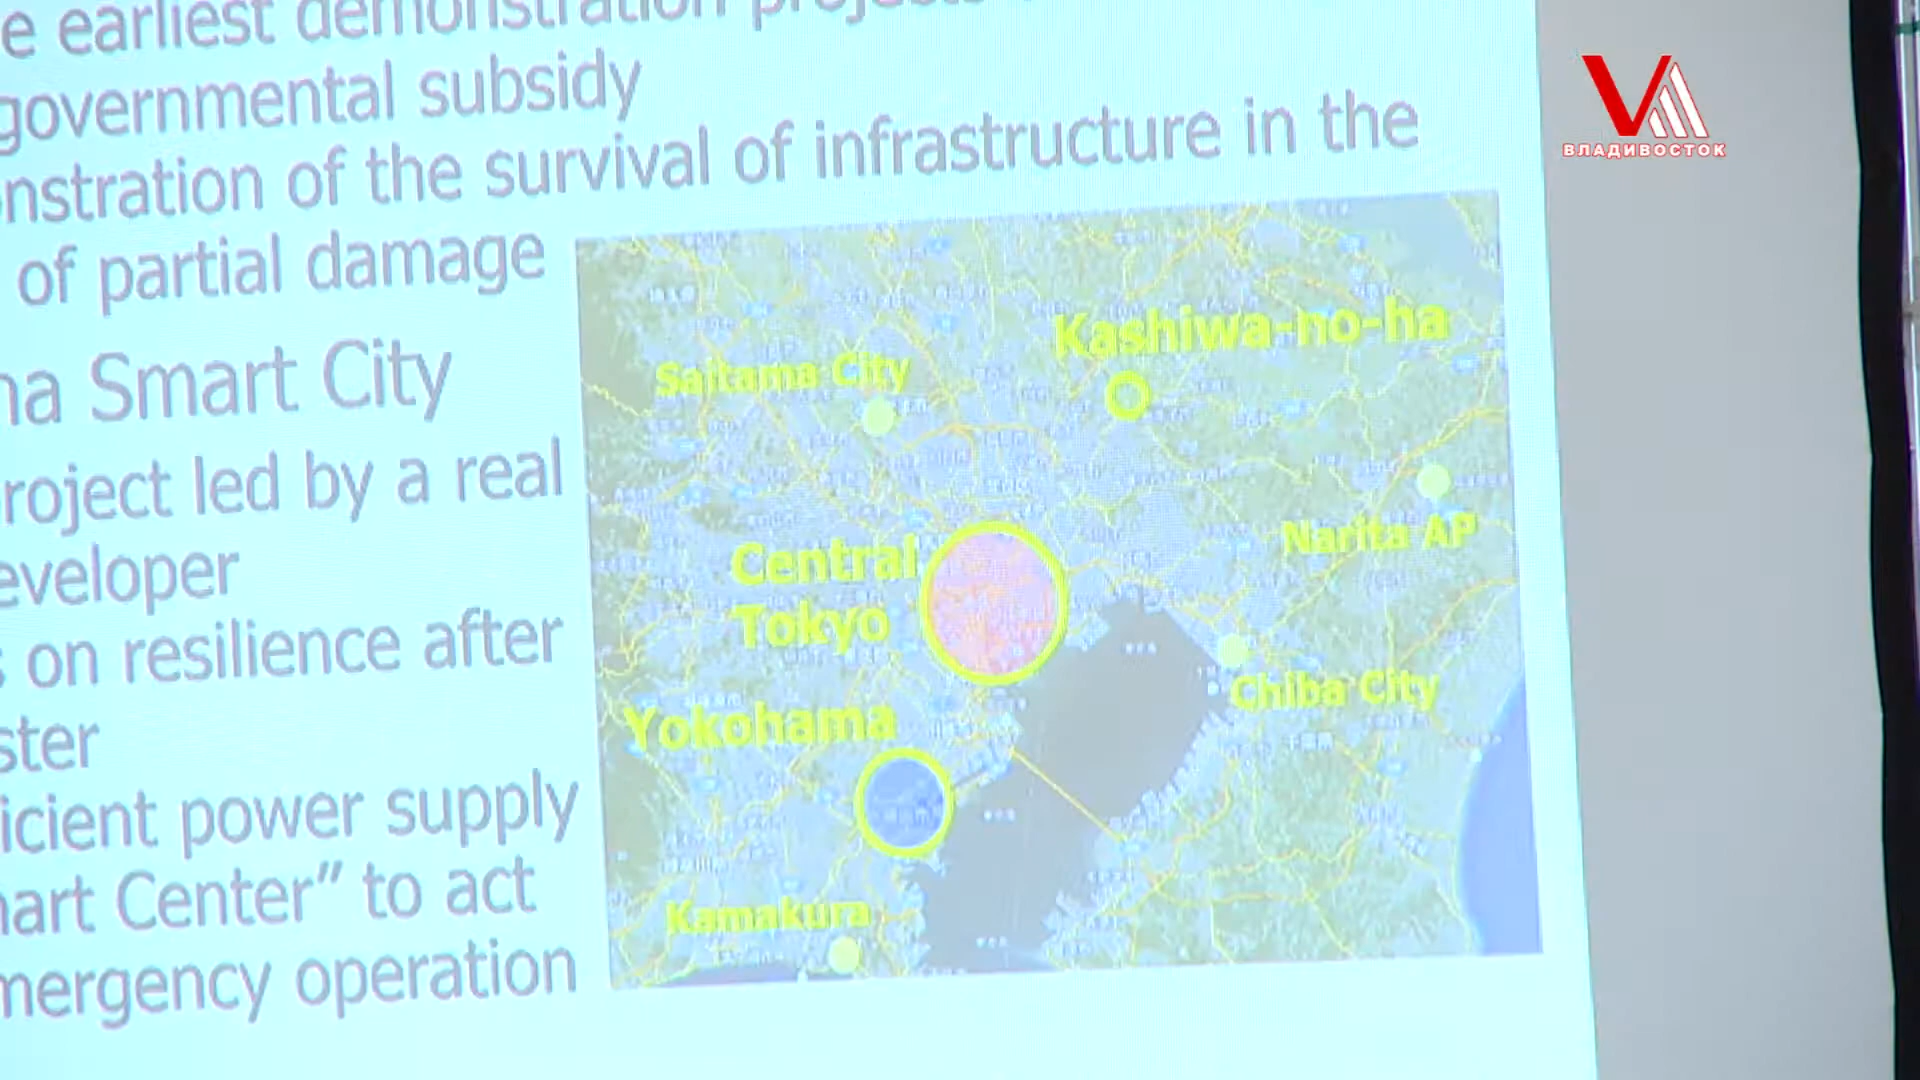 e earliest demonstration projects
governmental subsidy
nstration of the survival of infrastructure in the
of partial damage
na Smart City
roject led by a real
eveloper
s on resilience after
ster
icient power supply
nart Center” to act
mergency operation
Kashiwa-no-ha
Saitama City
Narita AP
Central
Tokyo
Chiba City
Yokohama
Kamakura
ВЛАДИВОСТОК